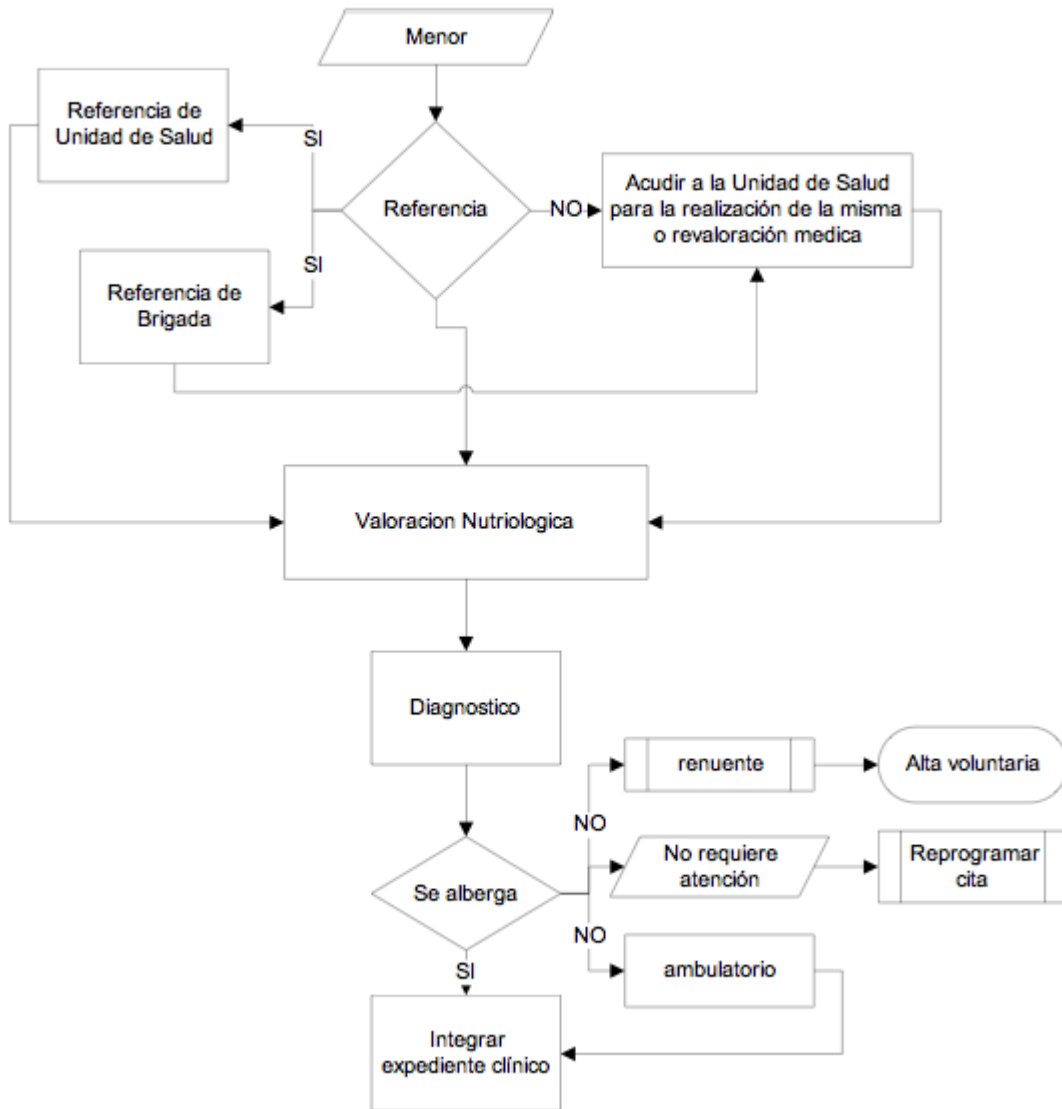 Menor
Referencia de
Unidad de Salud
SI
Referencia
NO
Acudir a la Unidad de Salud
para la realización de la misma
o revaloración medica
SI
Referencia de
Brigada
Valoracion Nutriologica
Diagnostico
renuente
Alta voluntaria
NO
Se alberga
No requiere
atención
Reprogramar
cita
NO
ambulatorio
SI
Integrar
expediente clínico